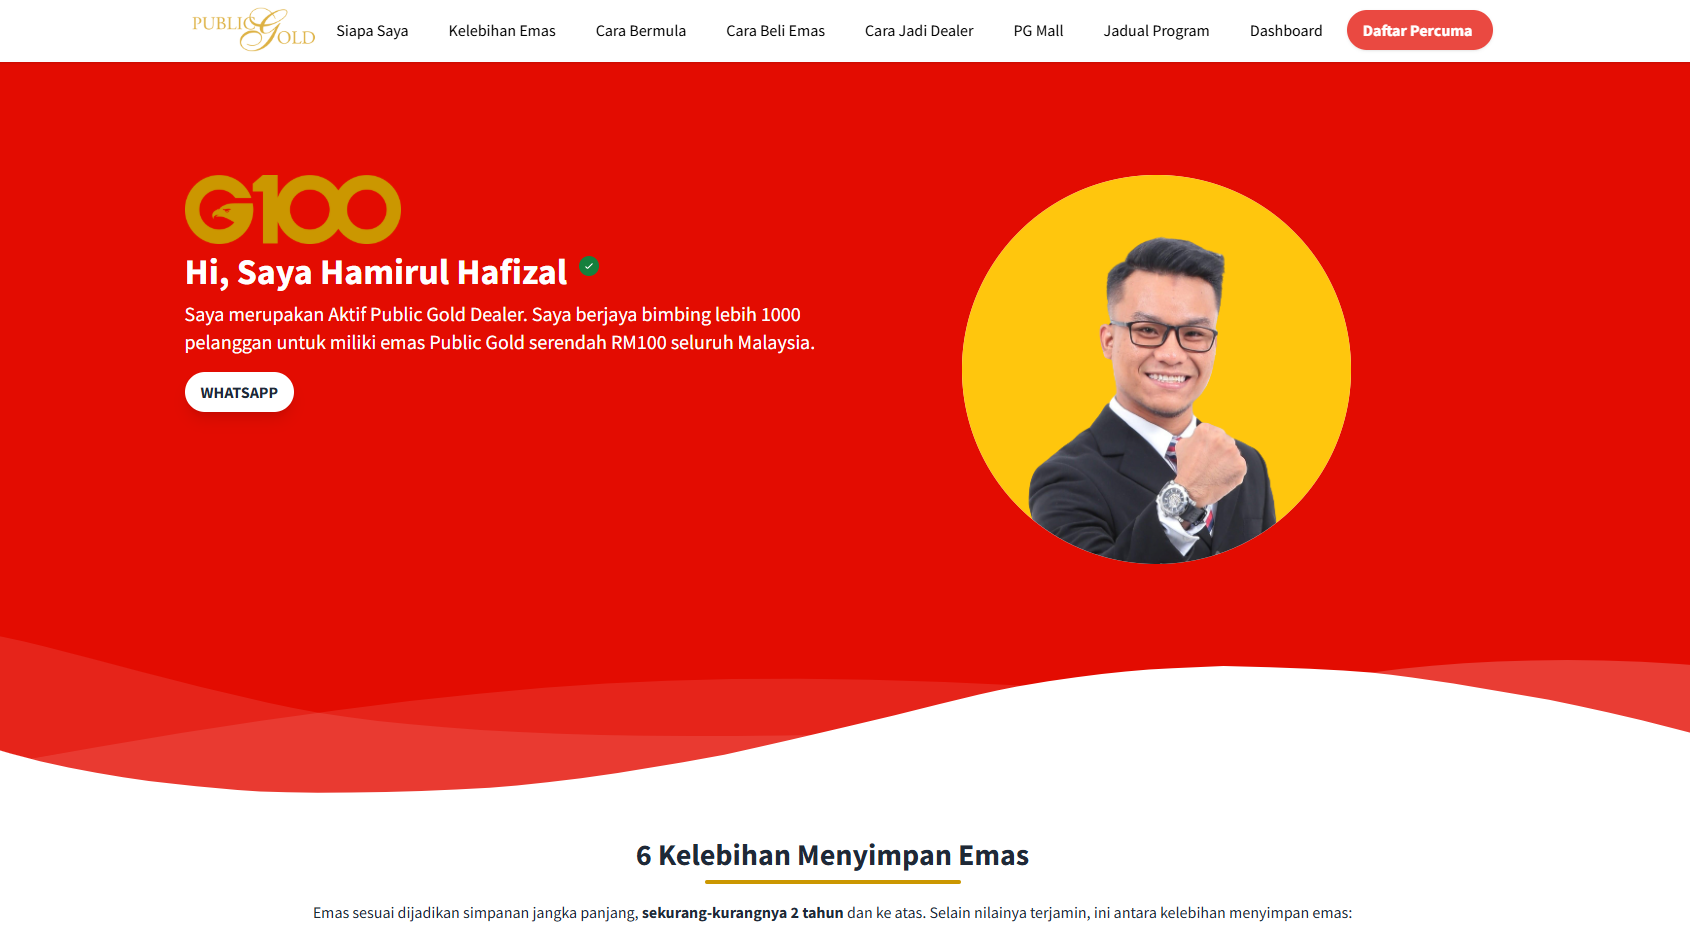 PUBLIC GOLD
Siapa Saya
Kelebihan Emas
Cara Bermula
Cara Beli Emas
Cara Jadi Dealer
PG Mall
Jadual Program
Dashboard
Daftar Percuma
G100
Hi, Saya Hamirul Hafizal
Saya merupakan Aktif Public Gold Dealer. Saya berjaya bimbing lebih 1000
pelanggan untuk miliki emas Public Gold serendah RM100 seluruh Malaysia.
WHATSAPP
6 Kelebihan Menyimpan Emas
Emas sesuai dijadikan simpanan jangka panjang, sekurang-kurangnya 2 tahun dan ke atas. Selain nilainya terjamin, ini antara kelebihan menyimpan emas: